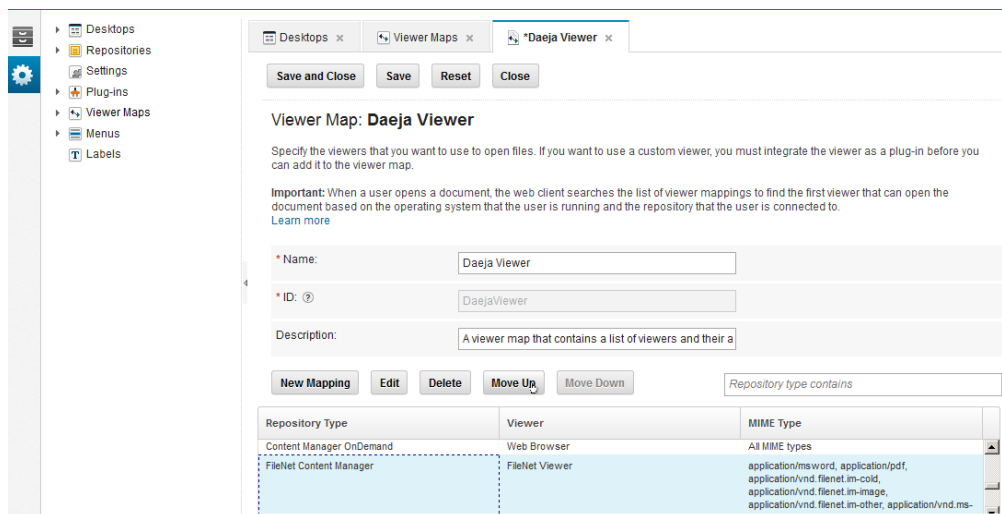 Desktops
Repositories
Settings
Plug-ins
Viewer Maps
Menus
Labels
Desktops × Viewer Maps × *Daeja Viewer ×
Save and Close Save Reset Close
Viewer Map: Daeja Viewer
Specify the viewers that you want to use to open files. If you want to use a custom viewer, you must integrate the viewer as a plug-in before you
can add it to the viewer map.
Important: When a user opens a document, the web client searches the list of viewer mappings to find the first viewer that can open the
document based on the operating system that the user is running and the repository that the user is connected to.
Learn more
* Name: Daeja Viewer
* ID: ? DaejaViewer
Description: A viewer map that contains a list of viewers and their a
New Mapping Edit Delete Move Up Move Down Repository type contains
Repository Type Viewer MIME Type
Content Manager OnDemand Web Browser All MIME types
FileNet Content Manager FileNet Viewer application/msword, application/pdf,
application/vnd.filenet.im-cold,
application/vnd.filenet.im-image,
application/vnd.filenet.im-other, application/vnd.ms-